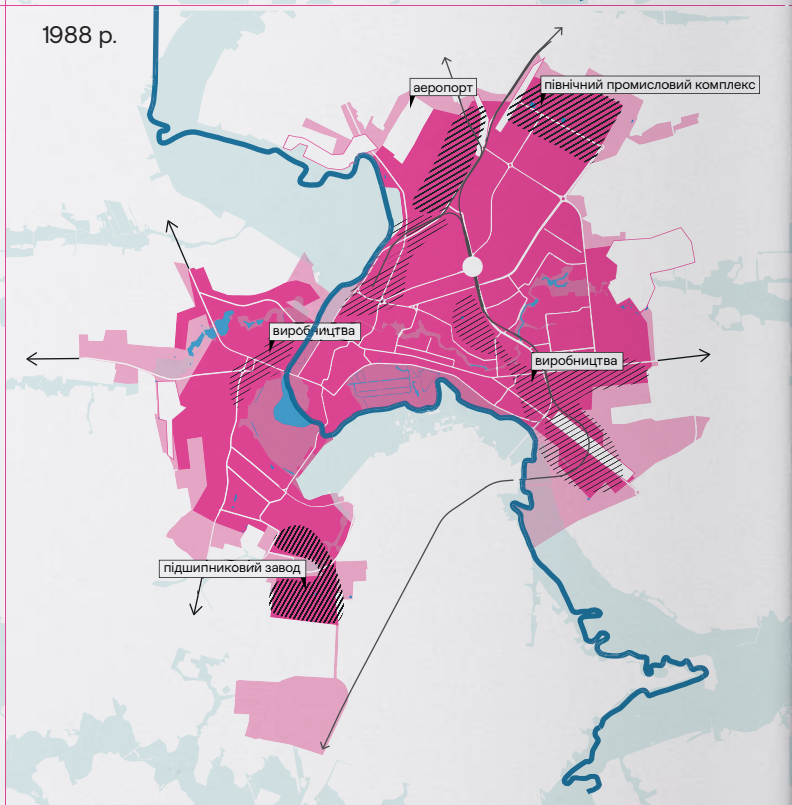 1988 р.
аеропорт
північний промисловий комплекс
виробництва
виробництва
підшипниковий завод